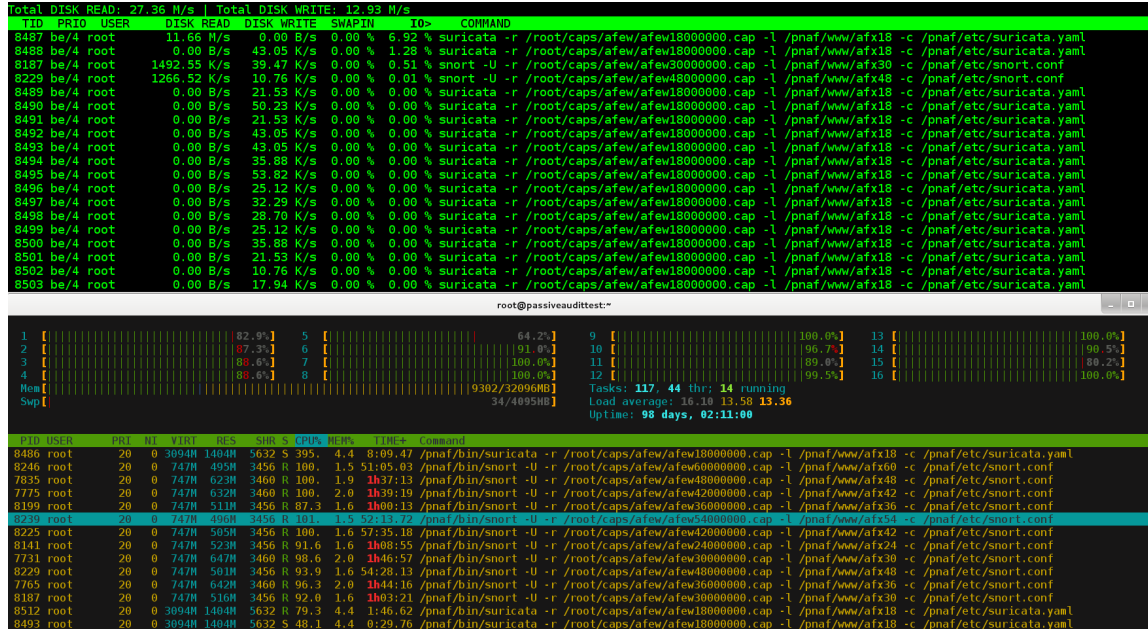 Total DISK READ: 27.36 M/s | Total DISK WRITE: 12.93 M/s
TID PRIO USER DISK READ DISK WRITE SWAPIN IO> COMMAND
8487 be/4 root 11.66 M/s 0.00 B/s 0.00 % 6.92 % suricata -r /root/caps/afew/afew18000000.cap -l /pnaf/www/afx18 -c /pnaf/etc/suricata.yaml
8488 be/4 root 0.00 B/s 43.05 K/s 0.00 % 1.28 % suricata -r /root/caps/afew/afew18000000.cap -l /pnaf/www/afx18 -c /pnaf/etc/suricata.yaml
8187 be/4 root 1492.55 K/s 39.47 K/s 0.00 % 0.51 % snort -U -r /root/caps/afew/afew30000000.cap -l /pnaf/www/afx30 -c /pnaf/etc/snort.conf
8229 be/4 root 1266.52 K/s 10.76 K/s 0.00 % 0.01 % snort -U -r /root/caps/afew/afew48000000.cap -l /pnaf/www/afx48 -c /pnaf/etc/snort.conf
8489 be/4 root 0.00 B/s 21.53 K/s 0.00 % 0.00 % suricata -r /root/caps/afew/afew18000000.cap -l /pnaf/www/afx18 -c /pnaf/etc/suricata.yaml
8490 be/4 root 0.00 B/s 50.23 K/s 0.00 % 0.00 % suricata -r /root/caps/afew/afew18000000.cap -l /pnaf/www/afx18 -c /pnaf/etc/suricata.yaml
8491 be/4 root 0.00 B/s 21.53 K/s 0.00 % 0.00 % suricata -r /root/caps/afew/afew18000000.cap -l /pnaf/www/afx18 -c /pnaf/etc/suricata.yaml
8492 be/4 root 0.00 B/s 43.05 K/s 0.00 % 0.00 % suricata -r /root/caps/afew/afew18000000.cap -l /pnaf/www/afx18 -c /pnaf/etc/suricata.yaml
8493 be/4 root 0.00 B/s 43.05 K/s 0.00 % 0.00 % suricata -r /root/caps/afew/afew18000000.cap -l /pnaf/www/afx18 -c /pnaf/etc/suricata.yaml
8494 be/4 root 0.00 B/s 35.88 K/s 0.00 % 0.00 % suricata -r /root/caps/afew/afew18000000.cap -l /pnaf/www/afx18 -c /pnaf/etc/suricata.yaml
8495 be/4 root 0.00 B/s 53.82 K/s 0.00 % 0.00 % suricata -r /root/caps/afew/afew18000000.cap -l /pnaf/www/afx18 -c /pnaf/etc/suricata.yaml
8496 be/4 root 0.00 B/s 25.12 K/s 0.00 % 0.00 % suricata -r /root/caps/afew/afew18000000.cap -l /pnaf/www/afx18 -c /pnaf/etc/suricata.yaml
8497 be/4 root 0.00 B/s 32.29 K/s 0.00 % 0.00 % suricata -r /root/caps/afew/afew18000000.cap -l /pnaf/www/afx18 -c /pnaf/etc/suricata.yaml
8498 be/4 root 0.00 B/s 28.70 K/s 0.00 % 0.00 % suricata -r /root/caps/afew/afew18000000.cap -l /pnaf/www/afx18 -c /pnaf/etc/suricata.yaml
8499 be/4 root 0.00 B/s 25.12 K/s 0.00 % 0.00 % suricata -r /root/caps/afew/afew18000000.cap -l /pnaf/www/afx18 -c /pnaf/etc/suricata.yaml
8500 be/4 root 0.00 B/s 35.88 K/s 0.00 % 0.00 % suricata -r /root/caps/afew/afew18000000.cap -l /pnaf/www/afx18 -c /pnaf/etc/suricata.yaml
8501 be/4 root 0.00 B/s 21.53 K/s 0.00 % 0.00 % suricata -r /root/caps/afew/afew18000000.cap -l /pnaf/www/afx18 -c /pnaf/etc/suricata.yaml
8502 be/4 root 0.00 B/s 10.76 K/s 0.00 % 0.00 % suricata -r /root/caps/afew/afew18000000.cap -l /pnaf/www/afx18 -c /pnaf/etc/suricata.yaml
8503 be/4 root 0.00 B/s 17.94 K/s 0.00 % 0.00 % suricata -r /root/caps/afew/afew18000000.cap -l /pnaf/www/afx18 -c /pnaf/etc/suricata.yaml
root@passiveaudittest:~
1 [82.9%] 5 [64.2%] 9 [100.0%] 13 [100.0%]
2 [87.3%] 6 [91.0%] 10 [96.7%] 14 [90.5%]
3 [88.6%] 7 [100.0%] 11 [89.0%] 15 [80.2%]
4 [88.6%] 8 [100.0%] 12 [99.5%] 16 [100.0%]
Mem[9302/32096MB] Tasks: 117, 44 thr; 14 running
Swp[34/4095MB] Load average: 16.10 13.58 13.36
Uptime: 98 days, 02:11:00
PID USER PRI NI VIRT RES SHR S CPU% MEM% TIME+ Command
8486 root 20 0 3094M 1404M 5632 S 395. 4.4 8:09.47 /pnaf/bin/suricata -r /root/caps/afew/afew18000000.cap -l /pnaf/www/afx18 -c /pnaf/etc/suricata.yaml
8246 root 20 0 747M 495M 3456 R 100. 1.5 51:05.03 /pnaf/bin/snort -U -r /root/caps/afew/afew60000000.cap -l /pnaf/www/afx60 -c /pnaf/etc/snort.conf
7835 root 20 0 747M 623M 3460 R 100. 1.9 1h37:13 /pnaf/bin/snort -U -r /root/caps/afew/afew48000000.cap -l /pnaf/www/afx48 -c /pnaf/etc/snort.conf
7775 root 20 0 747M 632M 3460 R 100. 2.0 1h39:19 /pnaf/bin/snort -U -r /root/caps/afew/afew42000000.cap -l /pnaf/www/afx42 -c /pnaf/etc/snort.conf
8199 root 20 0 747M 511M 3456 R 87.3 1.6 1h00:13 /pnaf/bin/snort -U -r /root/caps/afew/afew36000000.cap -l /pnaf/www/afx36 -c /pnaf/etc/snort.conf
8239 root 20 0 747M 496M 3456 R 101. 1.5 52:13.72 /pnaf/bin/snort -U -r /root/caps/afew/afew54000000.cap -l /pnaf/www/afx54 -c /pnaf/etc/snort.conf
8225 root 20 0 747M 505M 3456 R 100. 1.6 57:35.18 /pnaf/bin/snort -U -r /root/caps/afew/afew42000000.cap -l /pnaf/www/afx42 -c /pnaf/etc/snort.conf
8141 root 20 0 747M 523M 3456 R 91.6 1.6 1h08:55 /pnaf/bin/snort -U -r /root/caps/afew/afew24000000.cap -l /pnaf/www/afx24 -c /pnaf/etc/snort.conf
7731 root 20 0 747M 647M 3460 R 98.6 2.0 1h46:57 /pnaf/bin/snort -U -r /root/caps/afew/afew30000000.cap -l /pnaf/www/afx30 -c /pnaf/etc/snort.conf
8229 root 20 0 747M 501M 3456 R 93.9 1.6 54:28.13 /pnaf/bin/snort -U -r /root/caps/afew/afew48000000.cap -l /pnaf/www/afx48 -c /pnaf/etc/snort.conf
7765 root 20 0 747M 642M 3460 R 96.3 2.0 1h44:16 /pnaf/bin/snort -U -r /root/caps/afew/afew36000000.cap -l /pnaf/www/afx36 -c /pnaf/etc/snort.conf
8187 root 20 0 747M 516M 3456 R 92.0 1.6 1h03:21 /pnaf/bin/snort -U -r /root/caps/afew/afew30000000.cap -l /pnaf/www/afx30 -c /pnaf/etc/snort.conf
8512 root 20 0 3094M 1404M 5632 R 79.3 4.4 1:46.62 /pnaf/bin/suricata -r /root/caps/afew/afew18000000.cap -l /pnaf/www/afx18 -c /pnaf/etc/suricata.yaml
8493 root 20 0 3094M 1404M 5632 S 48.1 4.4 0:29.76 /pnaf/bin/suricata -r /root/caps/afew/afew18000000.cap -l /pnaf/www/afx18 -c /pnaf/etc/suricata.yaml